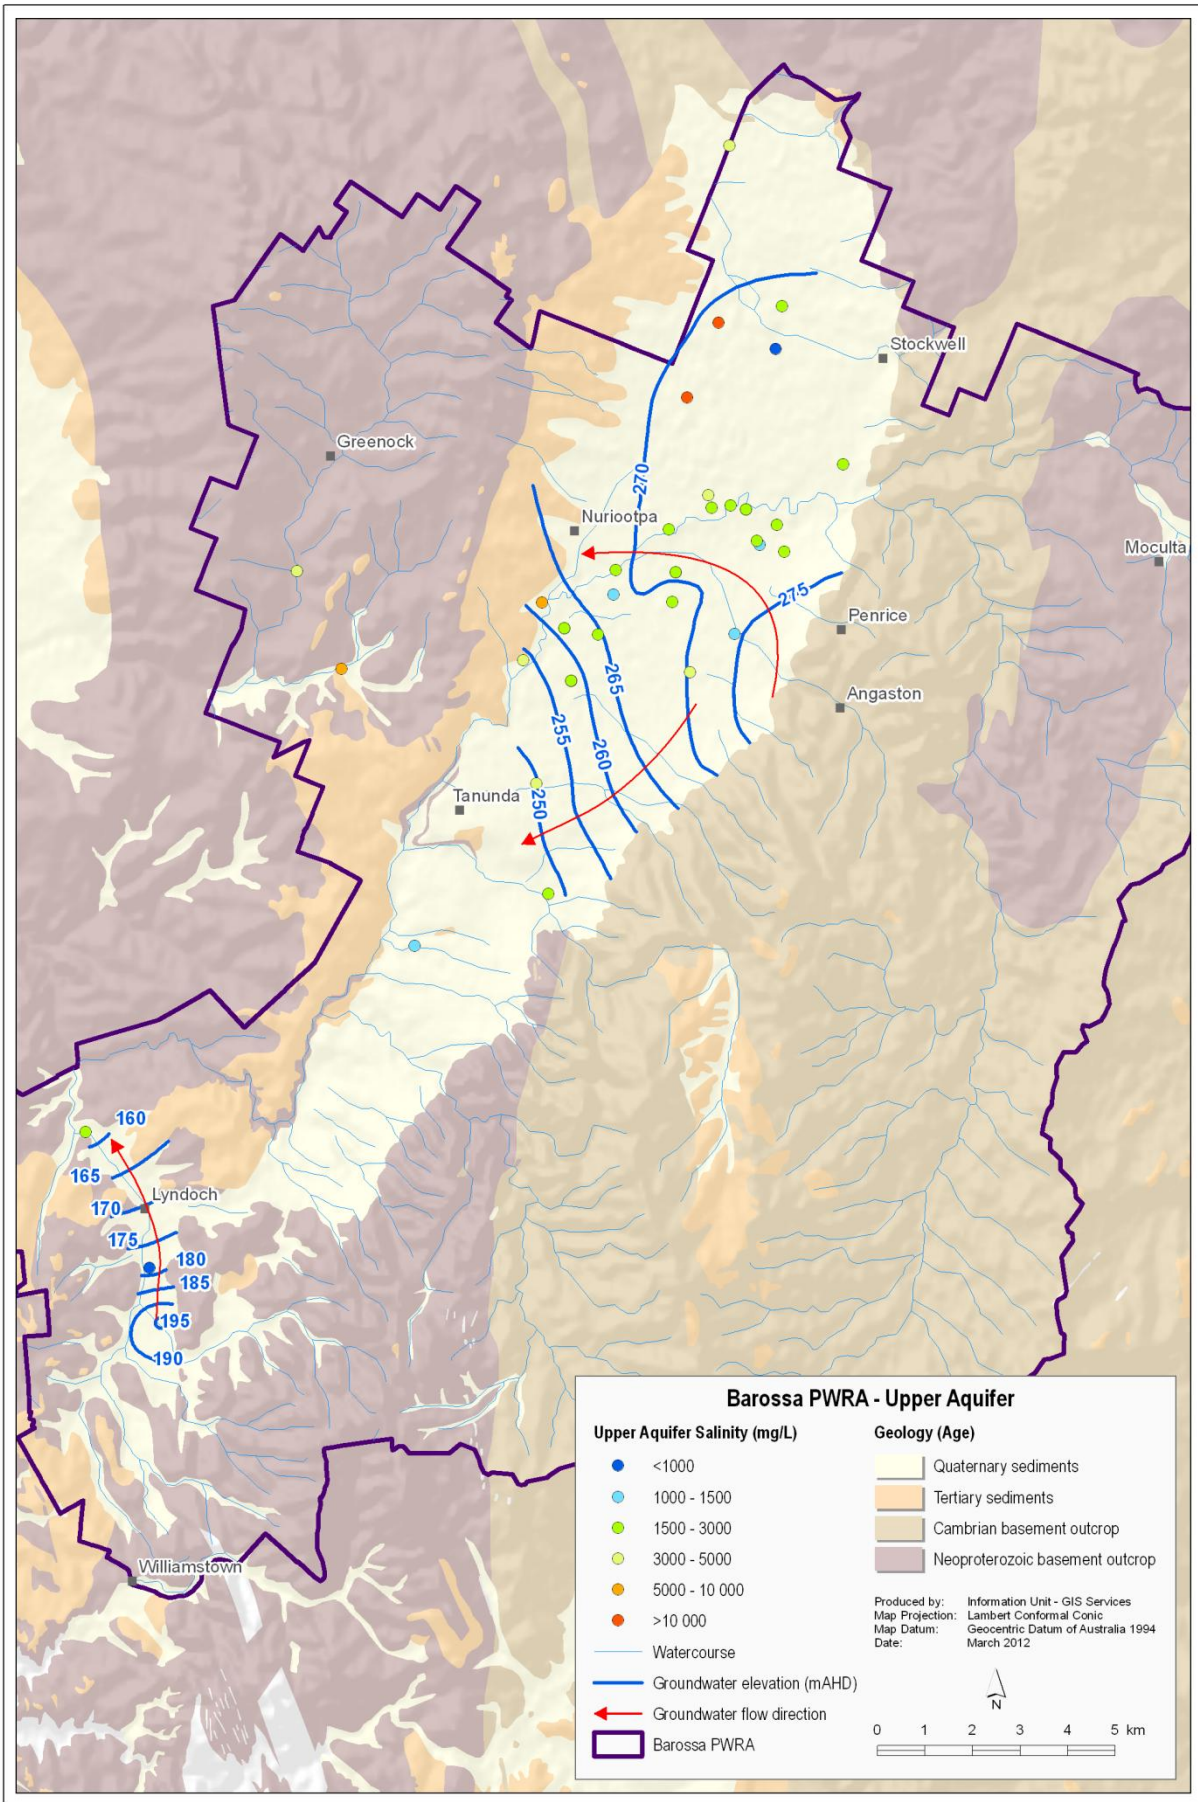 Stockwell
Greenock
270
Nuriootpa
Moculta
275
Penrice
265
Angaston
255
260
250
Tanunda
160
165
Lyndoch
170
175
180
185
195
190
Williamstown
Barossa PWRA - Upper Aquifer
Upper Aquifer Salinity (mg/L)
<1000
1000 - 1500
1500 - 3000
3000 - 5000
5000 - 10 000
>10 000
Watercourse
Groundwater elevation (mAHD)
Groundwater flow direction
Barossa PWRA
Geology (Age)
Quaternary sediments
Tertiary sediments
Cambrian basement outcrop
Neoproterozoic basement outcrop
Produced by: Information Unit - GIS Services
Map Projection: Lambert Conformal Conic
Map Datum: Geocentric Datum of Australia 1994
Date: March 2012
N
0 1 2 3 4 5 km